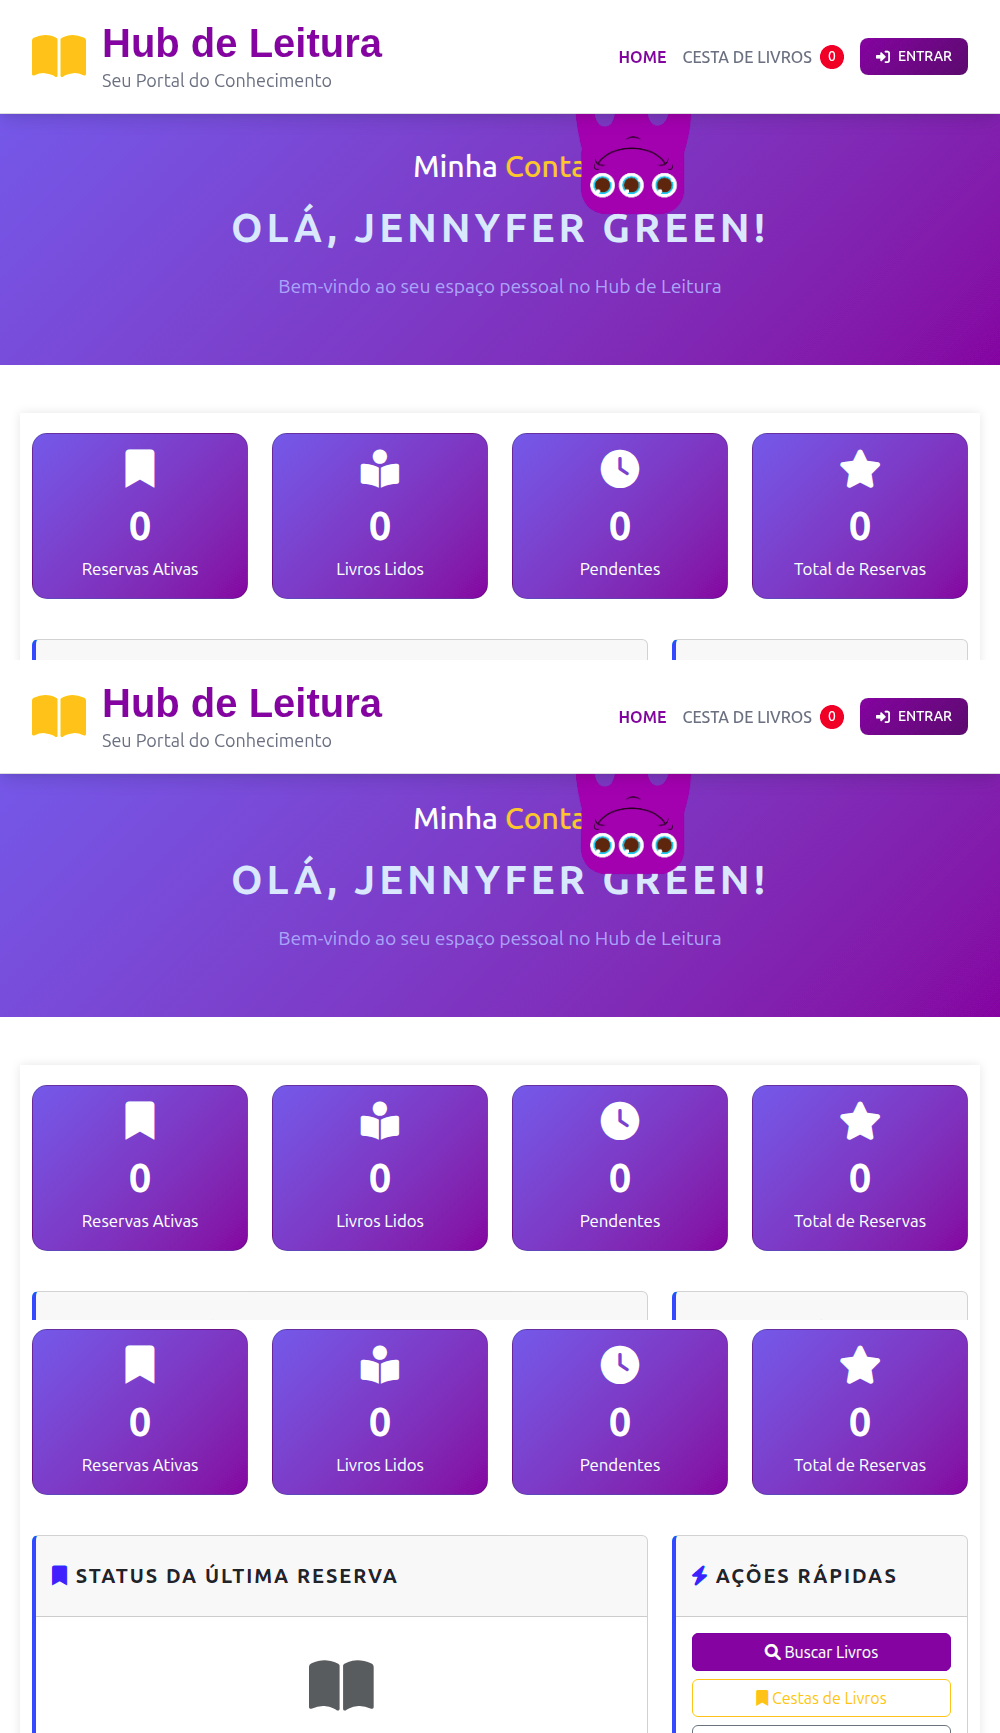 Hub de Leitura
Seu Portal do Conhecimento
HOME CESTA DE LIVROS 0 ENTRAR
Minha Conta
OLÁ, JENNYFER GREEN!
Bem-vindo ao seu espaço pessoal no Hub de Leitura
0 0 0 0
Reservas Ativas Livros Lidos Pendentes Total de Reservas
Hub de Leitura
Seu Portal do Conhecimento
HOME CESTA DE LIVROS 0 ENTRAR
Minha Conta
OLÁ, JENNYFER GREEN!
Bem-vindo ao seu espaço pessoal no Hub de Leitura
0 0 0 0
Reservas Ativas Livros Lidos Pendentes Total de Reservas
0 0 0 0
Reservas Ativas Livros Lidos Pendentes Total de Reservas
STATUS DA ÚLTIMA RESERVA
AÇÕES RÁPIDAS
Buscar Livros
Cestas de Livros